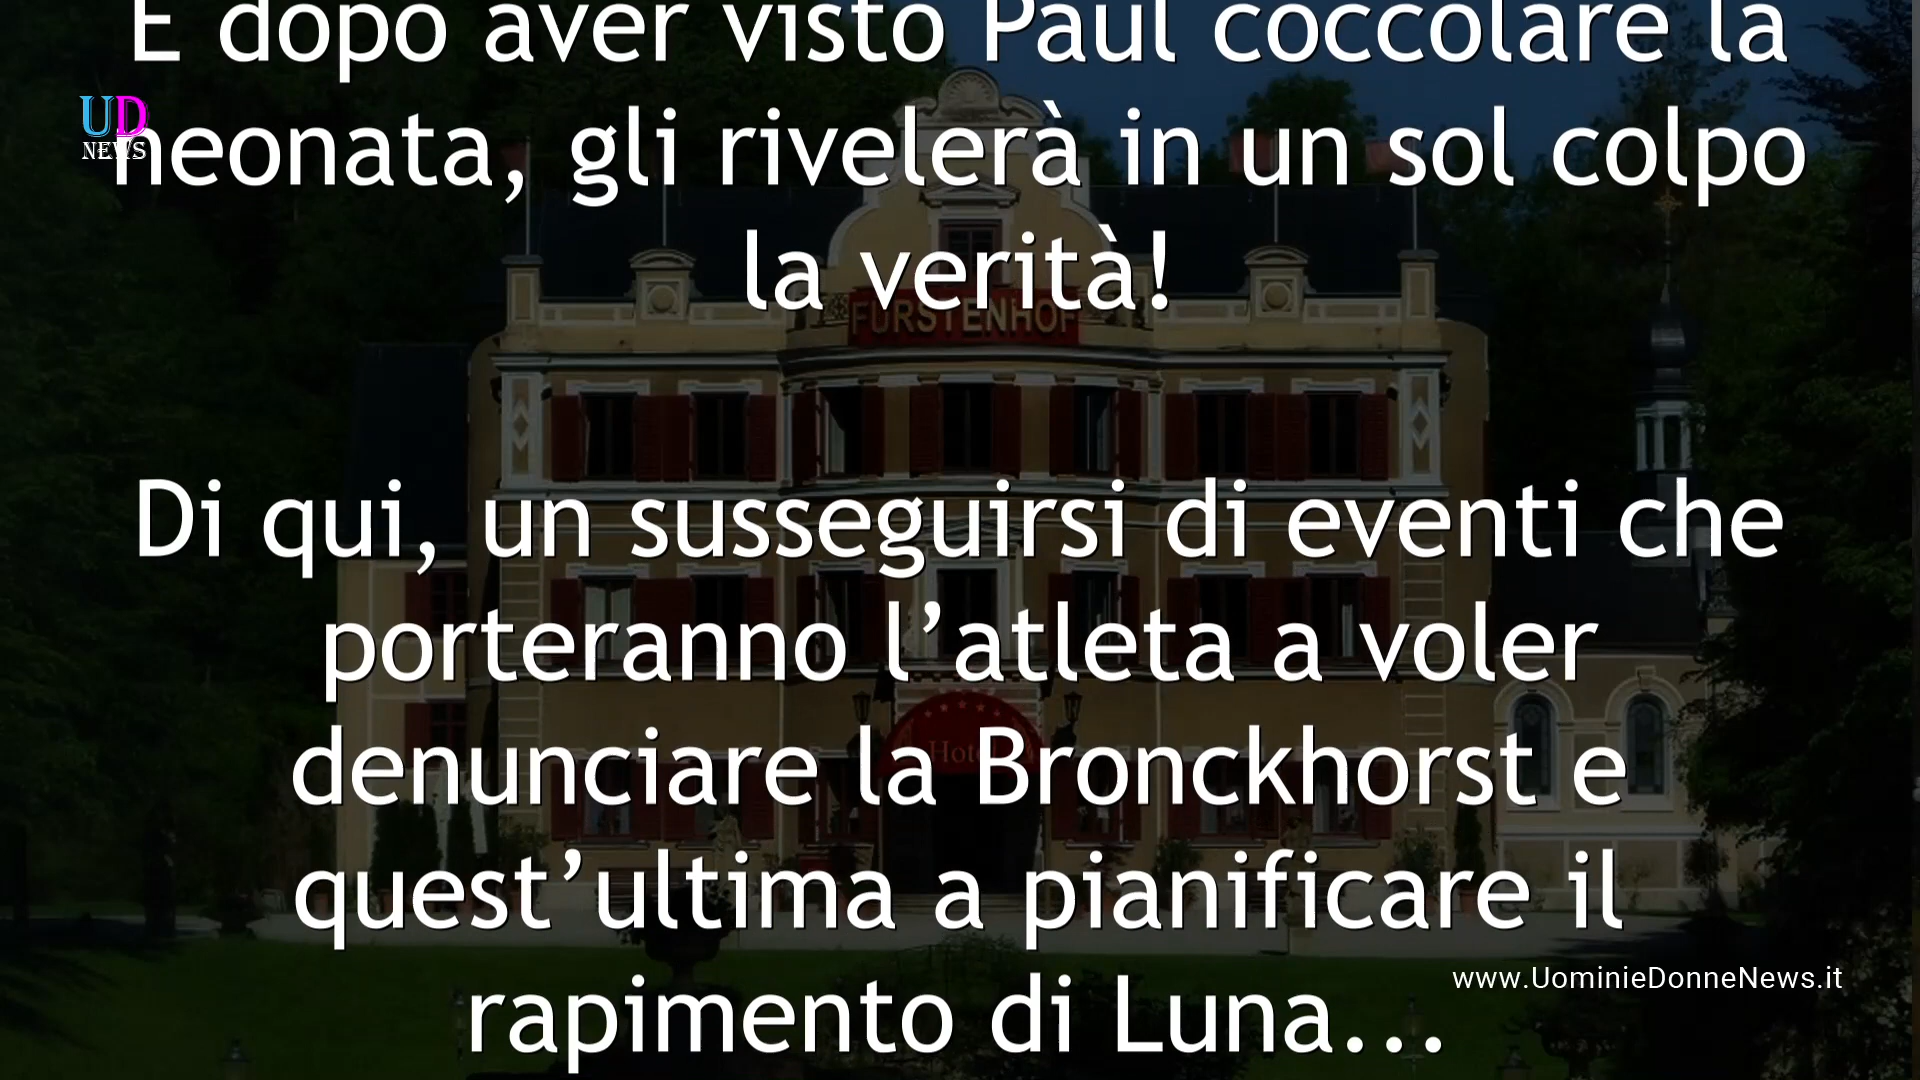 E dopo aver visto Paul coccolare la
neonata, gli rivelerà in un sol colpo
la verità!
Di qui, un susseguirsi di eventi che
porteranno l’atleta a voler
denunciare la Bronckhorst e
quest’ultima a pianificare il
rapimento di Luna...
UD
NEWS
FÜRSTENHOF
www.UominieDonneNews.it